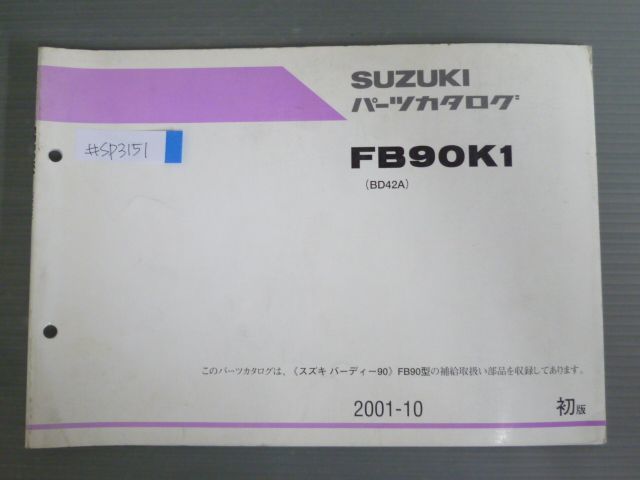 SUZUKI
パーツカタログ
#SP3151
FB90K1
(BD42A)
このパーツカタログは、《スズキ バーディー90》 FB90型の補給取扱い部品を収録してあります。
2001-10
初版